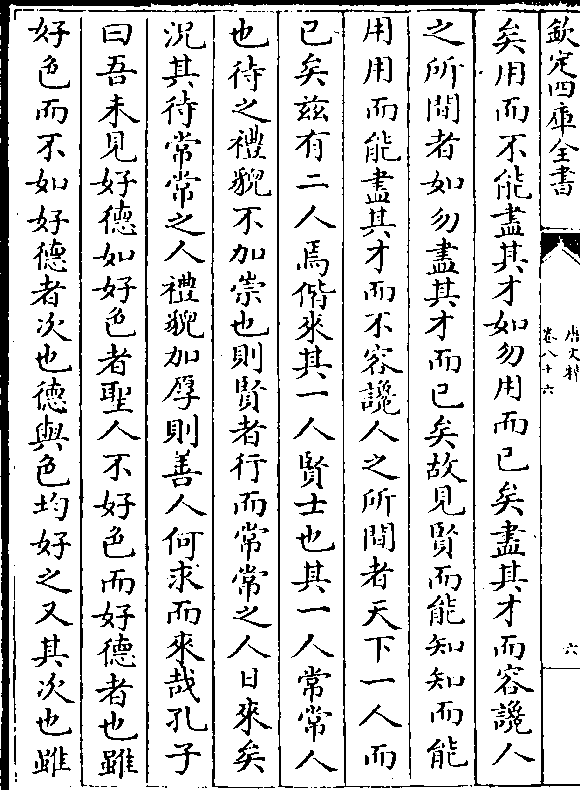 欽定四庫全書
唐文粹
卷八十六
六
矣用而不能盡其才如勿用而已矣盡其才而容讒人
之所間者如勿盡其才而已矣故見賢而能知知而能
用用而能盡其才而不容讒人之所間者天下一人而
已矣兹有二人焉偕來其一人賢士也其一人常常人
也待之禮貌不加崇也則賢者行而常常之人日來矣
況其待常常之人禮貌加厚則善人何求而來哉孔子
曰吾未見好德如好色者聖人不好色而好德者也雖
好色而不如好德者次也德與色均好之又其次也雖